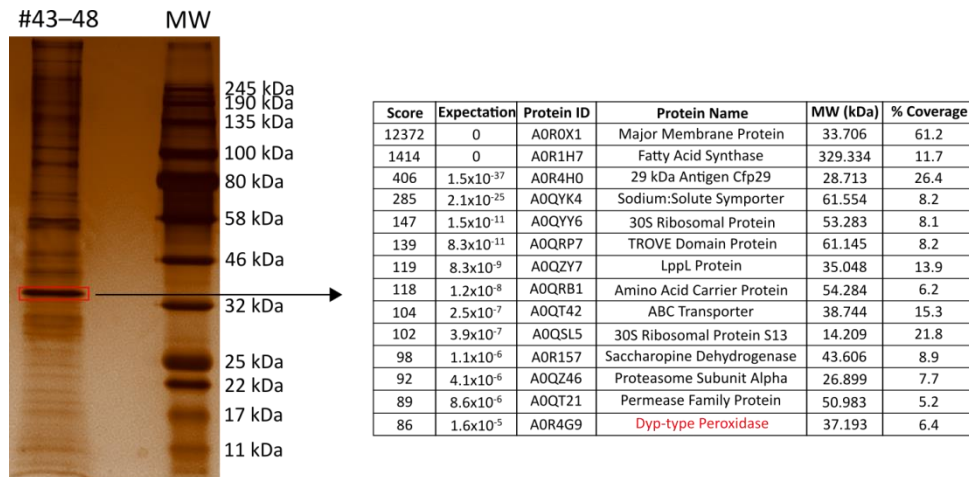 #43–48 MW
245 kDa
190 kDa
135 kDa
100 kDa
80 kDa
58 kDa
46 kDa
32 kDa
25 kDa
22 kDa
17 kDa
11 kDa
Score Expectation Protein ID Protein Name MW (kDa) % Coverage
12372 0 A0R0X1 Major Membrane Protein 33.706 61.2
1414 0 A0R1H7 Fatty Acid Synthase 329.334 11.7
406 1.5x10⁻³⁷ A0R4H0 29 kDa Antigen Cfp29 28.713 26.4
285 2.1x10⁻²⁵ A0QYK4 Sodium:Solute Symporter 61.554 8.2
147 1.5x10⁻¹¹ A0QYY6 30S Ribosomal Protein 53.283 8.1
139 8.3x10⁻¹¹ A0QRP7 TROVE Domain Protein 61.145 8.2
119 8.3x10⁻⁹ A0QZY7 LppL Protein 35.048 13.9
118 1.2x10⁻⁸ A0QRB1 Amino Acid Carrier Protein 54.284 6.2
104 2.5x10⁻⁷ A0QT42 ABC Transporter 38.744 15.3
102 3.9x10⁻⁷ A0QSL5 30S Ribosomal Protein S13 14.209 21.8
98 1.1x10⁻⁶ A0R157 Saccharopine Dehydrogenase 43.606 8.9
92 4.1x10⁻⁶ A0QZ46 Proteasome Subunit Alpha 26.899 7.7
89 8.6x10⁻⁶ A0QT21 Permease Family Protein 50.983 5.2
86 1.6x10⁻⁵ A0R4G9 Dyp-type Peroxidase 37.193 6.4